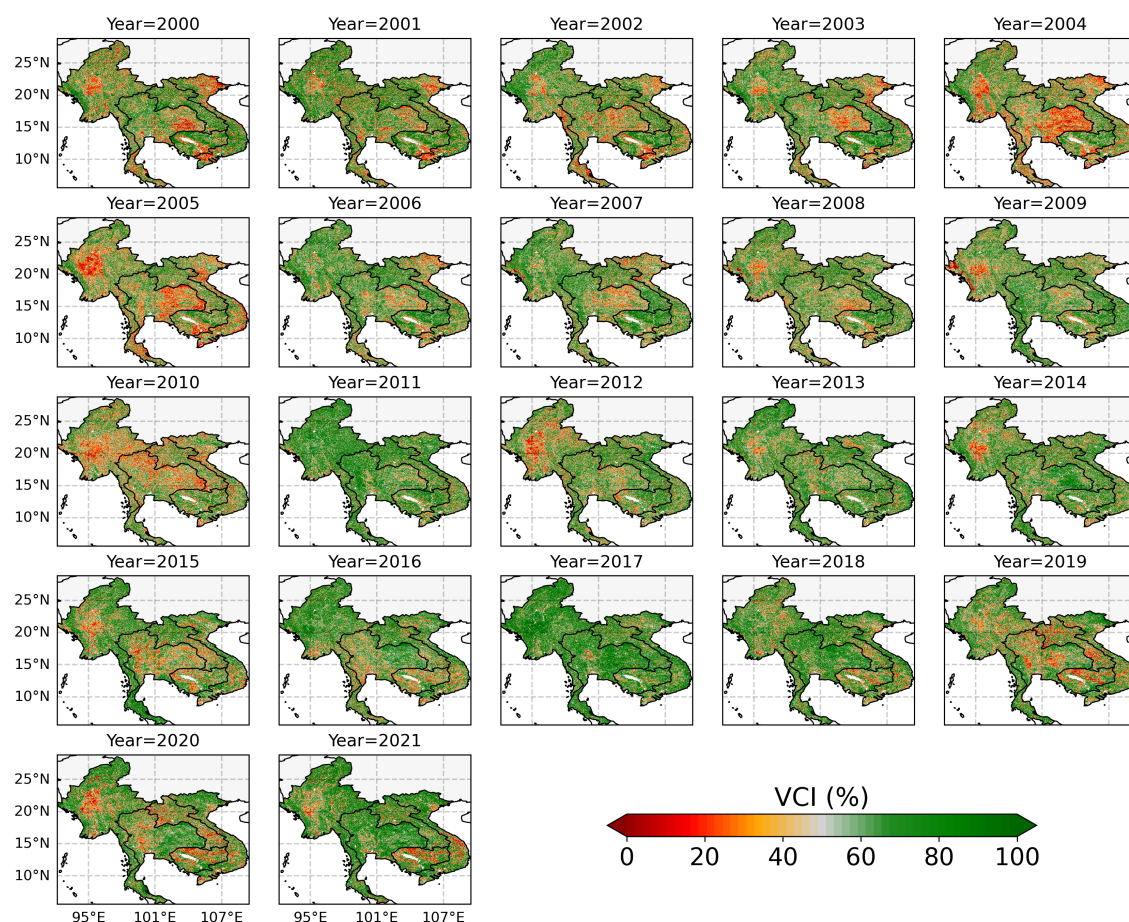 Year=2000 Year=2001 Year=2002 Year=2003 Year=2004
25°N
20°N
15°N
10°N
Year=2005 Year=2006 Year=2007 Year=2008 Year=2009
25°N
20°N
15°N
10°N
Year=2010 Year=2011 Year=2012 Year=2013 Year=2014
25°N
20°N
15°N
10°N
Year=2015 Year=2016 Year=2017 Year=2018 Year=2019
25°N
20°N
15°N
10°N
Year=2020 Year=2021
25°N
20°N
15°N
10°N
95°E 101°E 107°E 95°E 101°E 107°E
VCI (%)
0 20 40 60 80 100